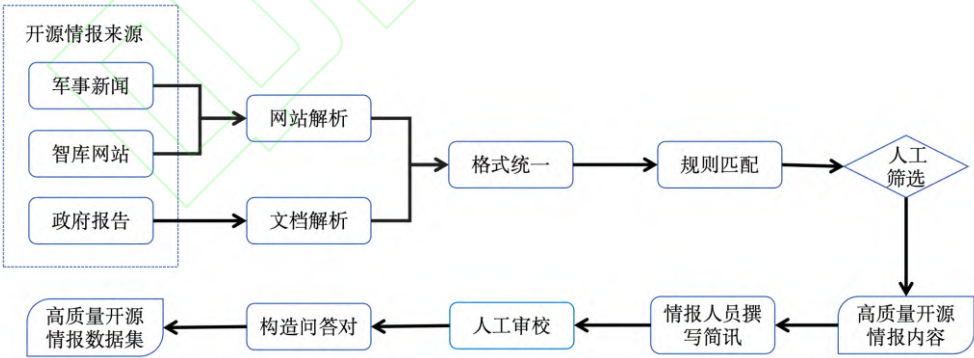 开源情报来源
军事新闻
智库网站
政府报告
网站解析
文档解析
格式统一
规则匹配
人工
筛选
高质量开源
情报内容
情报人员撰
写简讯
人工审校
构造问答对
高质量开源
情报数据集